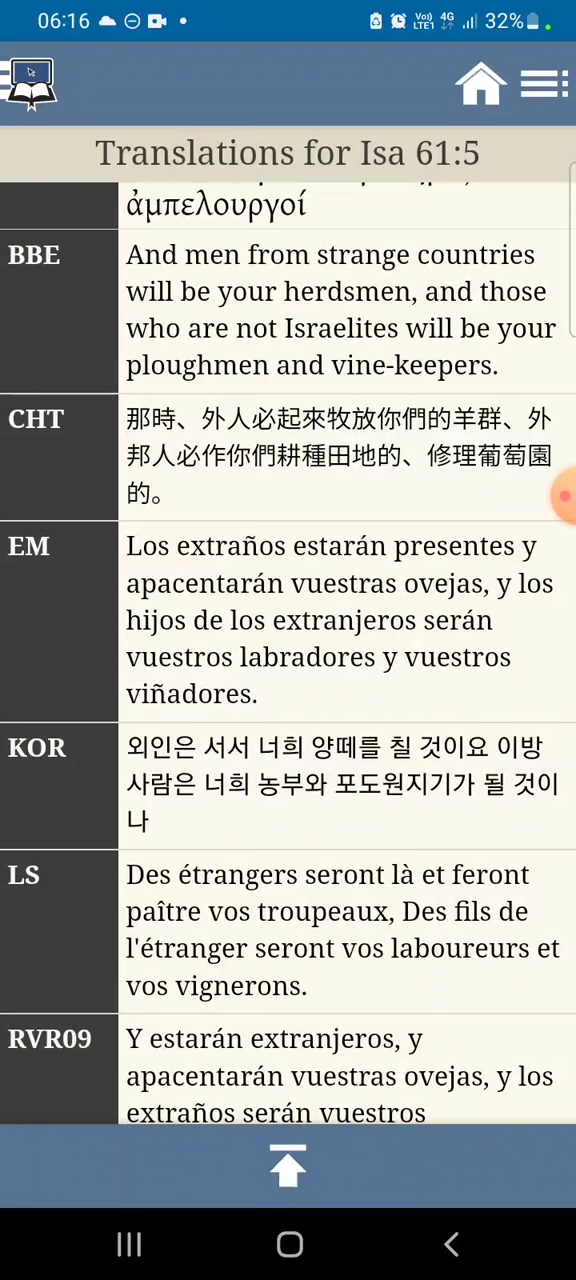 06:16
Vo)) 4G
LTE1
32%
Translations for Isa 61:5
ἀμπελουργοί
BBE
And men from strange countries
will be your herdsmen, and those
who are not Israelites will be your
ploughmen and vine-keepers.
CHT
那時、外人必起來牧放你們的羊群、外
邦人必作你們耕種田地的、修理葡萄園
的。
EM
Los extraños estarán presentes y
apacentarán vuestras ovejas, y los
hijos de los extranjeros serán
vuestros labradores y vuestros
viñadores.
KOR
외인은 서서 너희 양떼를 칠 것이요 이방
사람은 너희 농부와 포도원지기가 될 것이
나
LS
Des étrangers seront là et feront
paître vos troupeaux, Des fils de
l'étranger seront vos laboureurs et
vos vignerons.
RVR09
Y estarán extranjeros, y
apacentarán vuestras ovejas, y los
extraños serán vuestros